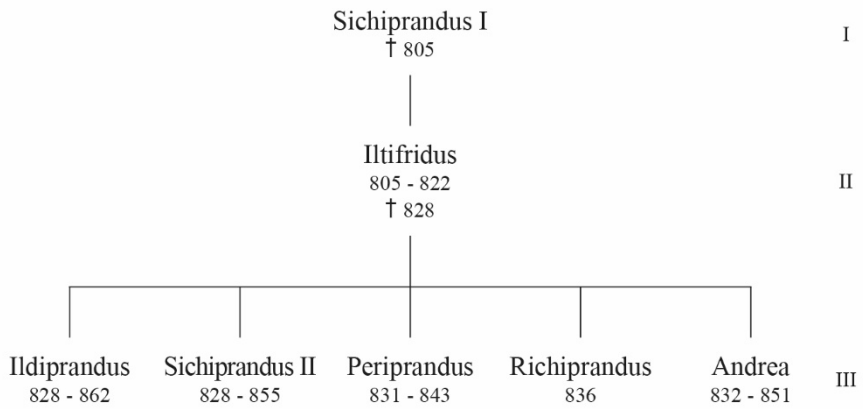 Sichiprandus I I
† 805
Iltifridus
805 - 822 II
† 828
Ildiprandus Sichiprandus II Periprandus Richiprandus Andrea
828 - 862 828 - 855 831 - 843 836 832 - 851 III